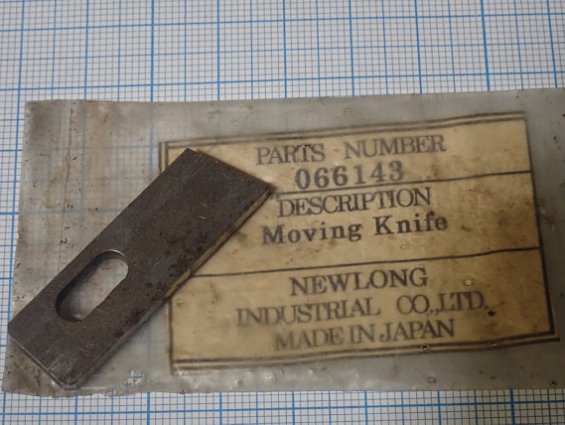 PARTS NUMBER
066143
DESCRIPTION
Moving Knife
NEWLONG
INDUSTRIAL CO.,LTD.
MADE IN JAPAN